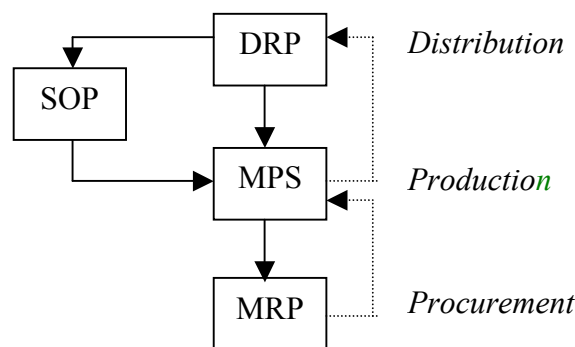 DRP
Distribution
SOP
MPS
Production
MRP
Procurement